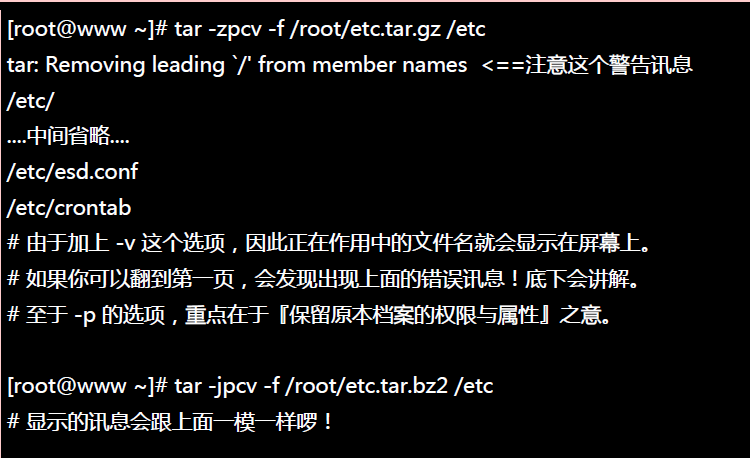 [root@www ~]# tar -zpcv -f /root/etc.tar.gz /etc
tar: Removing leading `/' from member names  <==注意这个警告讯息
/etc/
....中间省略....
/etc/esd.conf
/etc/crontab
# 由于加上 -v 这个选项，因此正在作用中的文件名就会显示在屏幕上。
# 如果你可以翻到第一页，会发现出现上面的错误讯息！底下会讲解。
# 至于 -p 的选项，重点在于『保留原本档案的权限与属性』之意。
[root@www ~]# tar -jpcv -f /root/etc.tar.bz2 /etc
# 显示的讯息会跟上面一模一样啰！